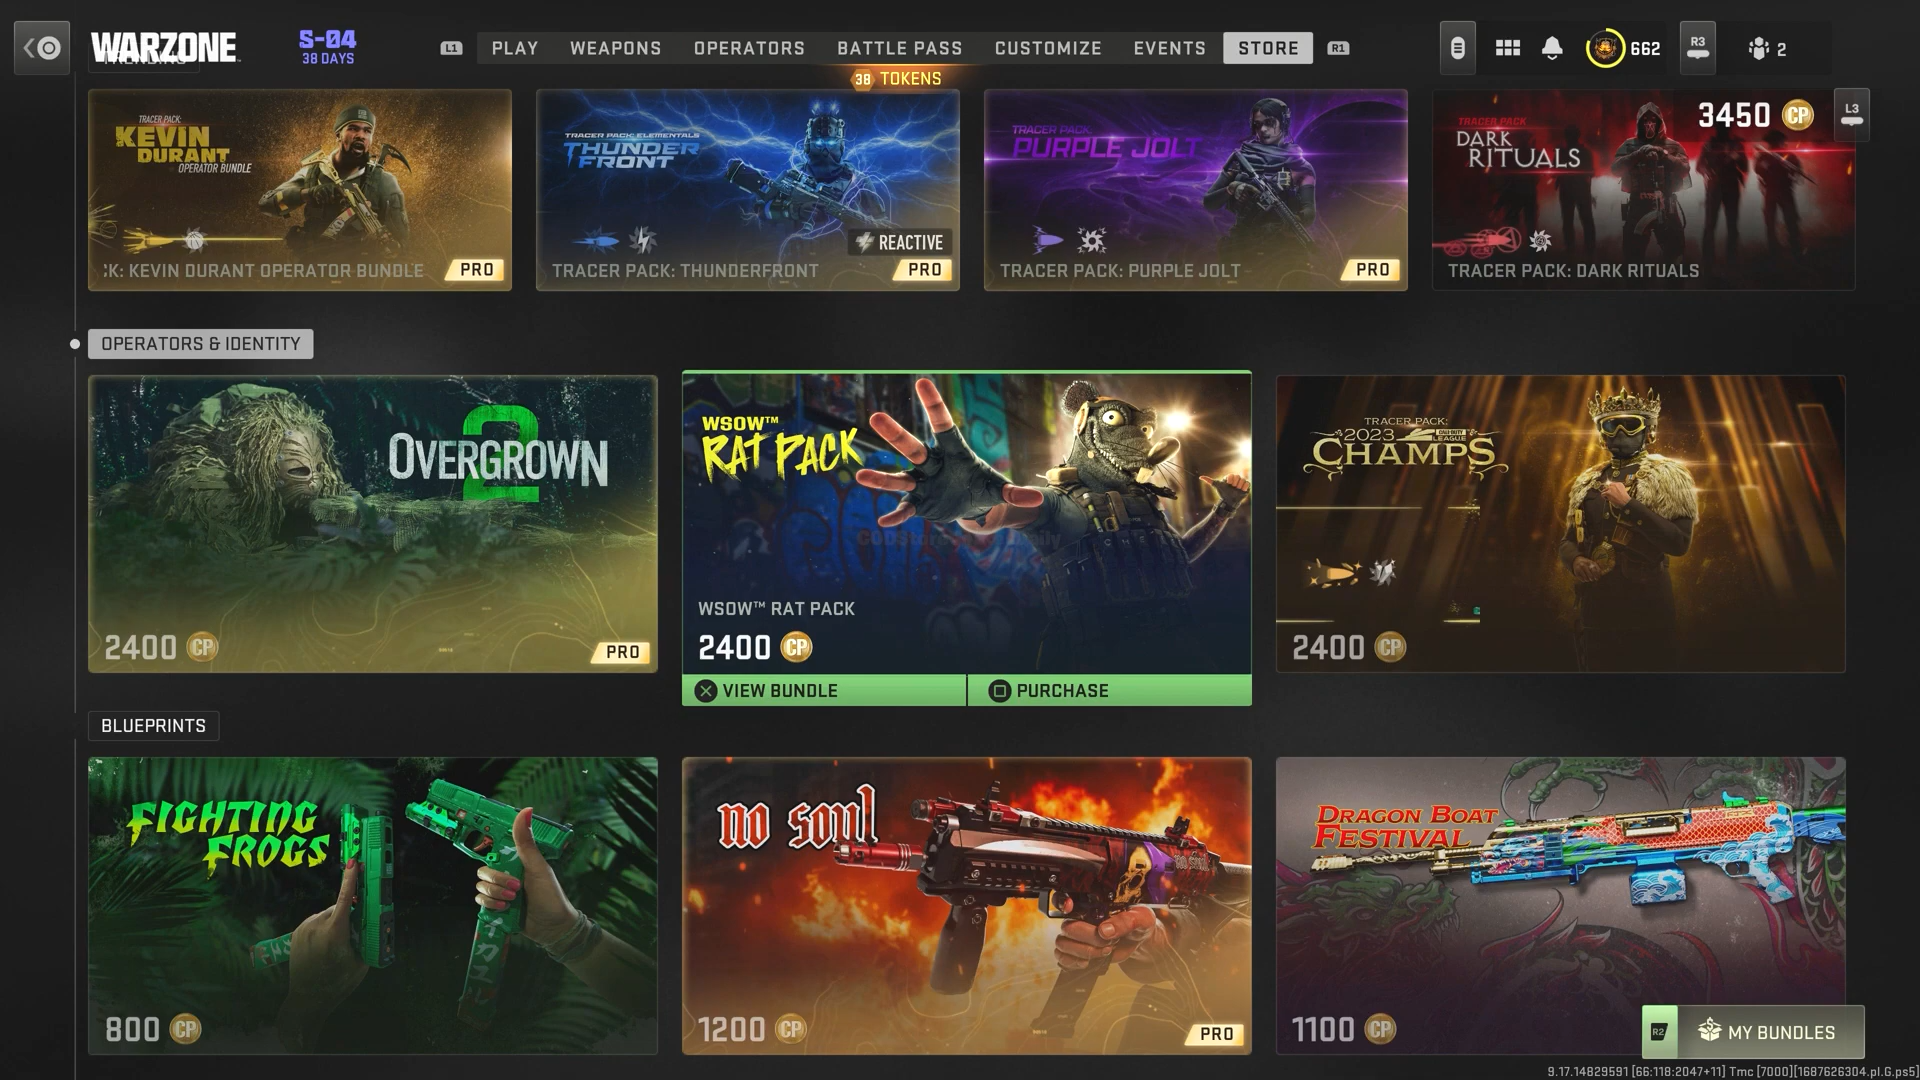 WARZONE
S-04
38 DAYS
L1
PLAY
WEAPONS
OPERATORS
BATTLE PASS
CUSTOMIZE
EVENTS
STORE
R1
662
R3
2
38 TOKENS
TRENDING
TRACER PACK:
KEVIN
DURANT
OPERATOR BUNDLE
K: KEVIN DURANT OPERATOR BUNDLE
PRO
TRACER PACK: ELEMENTALS
THUNDER
FRONT
REACTIVE
TRACER PACK: THUNDERFRONT
PRO
TRACER PACK:
PURPLE JOLT
TRACER PACK: PURPLE JOLT
PRO
TRACER PACK
DARK
RITUALS
3450 CP
L3
TRACER PACK: DARK RITUALS
OPERATORS & IDENTITY
OVERGROWN
2
2400 CP
PRO
WSOW™
RAT PACK
WSOW™ RAT PACK
2400 CP
VIEW BUNDLE
PURCHASE
TRACER PACK:
2023 CALL OF DUTY LEAGUE
CHAMPS
2400 CP
BLUEPRINTS
FIGHTING
FROGS
800 CP
no soul
1200 CP
PRO
DRAGON BOAT
FESTIVAL
1100 CP
R2
MY BUNDLES
9.17.14829591 [66:118:2047+11] Tmc [7000][1687626304.pl.G.ps5]